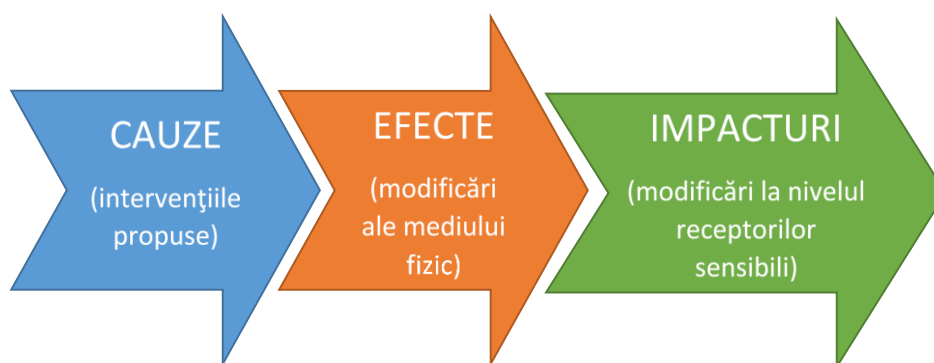 CAUZE
(intervenţiile
propuse)
EFECTE
(modificări
ale mediului
fizic)
IMPACTURI
(modificări la nivelul
receptorilor
sensibili)